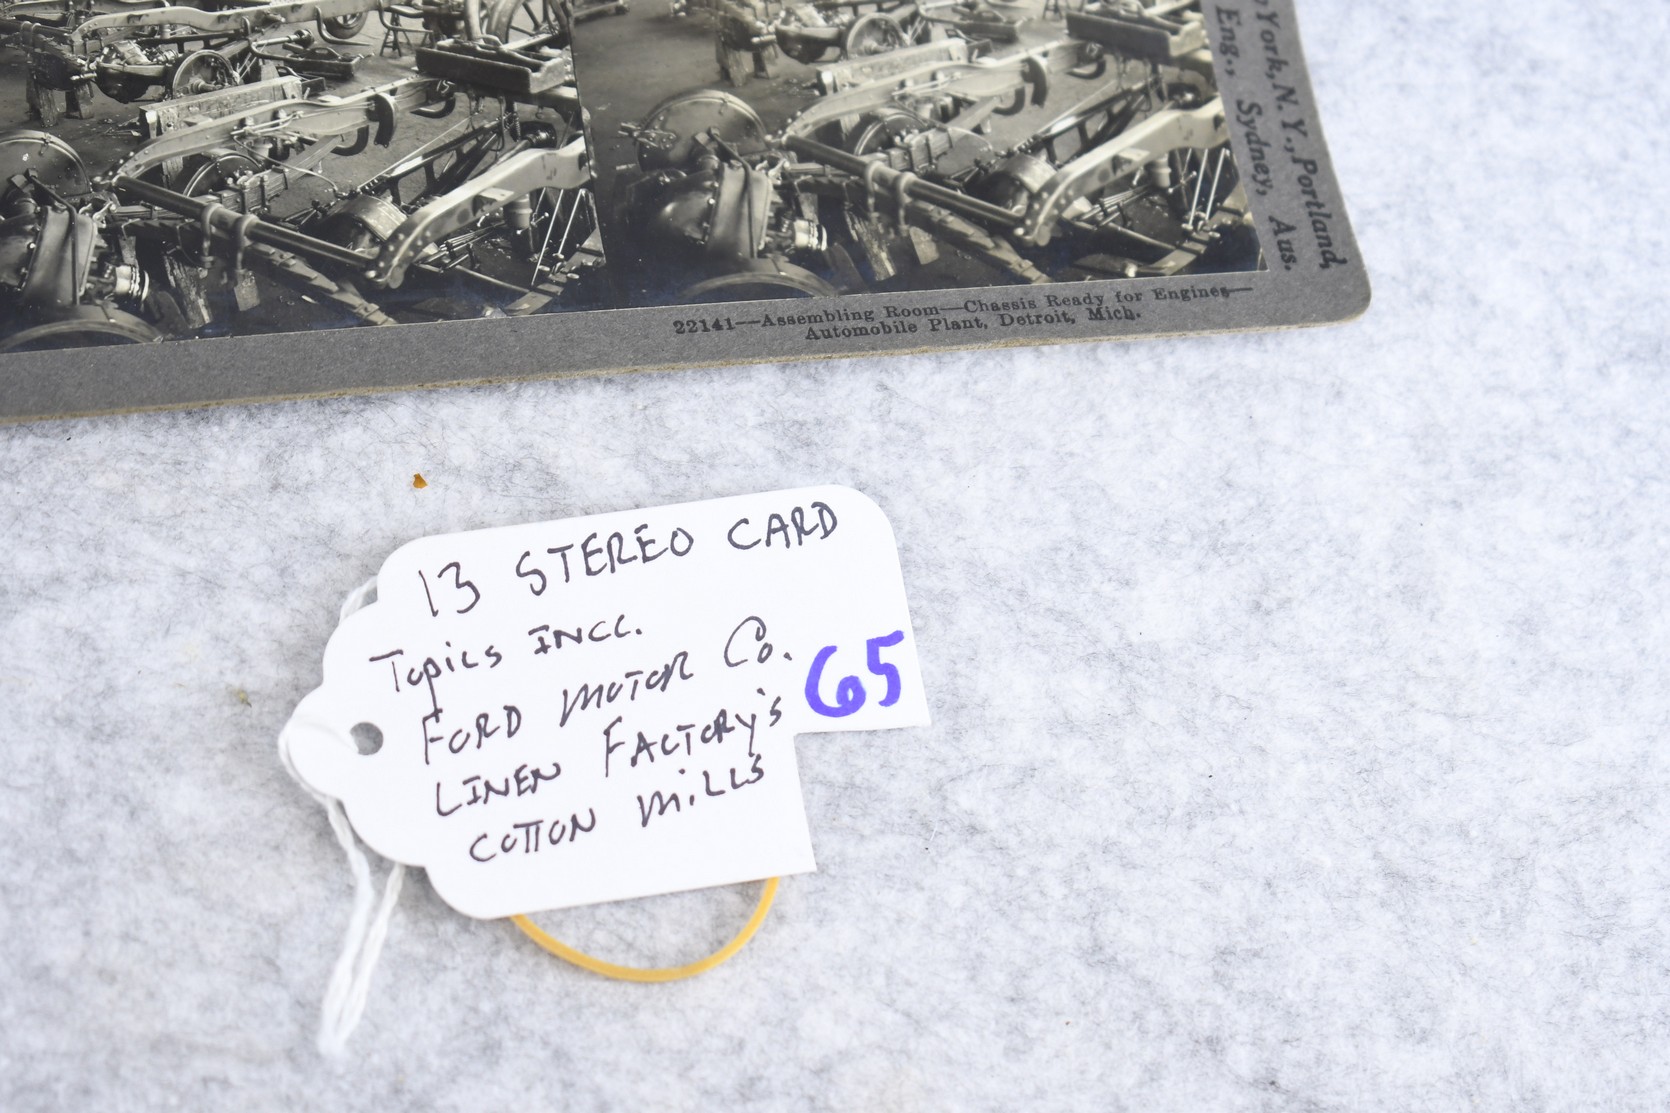 York, N. Y., Portland,
Eng., Sydney, Aus.
22141—Assembling Room—Chassis Ready for Engines—
Automobile Plant, Detroit, Mich.
13 STEREO CARD
Topics INCL.
FORD MOTOR Co.
LINEN FACTORY'S
COTTON MILLS
65